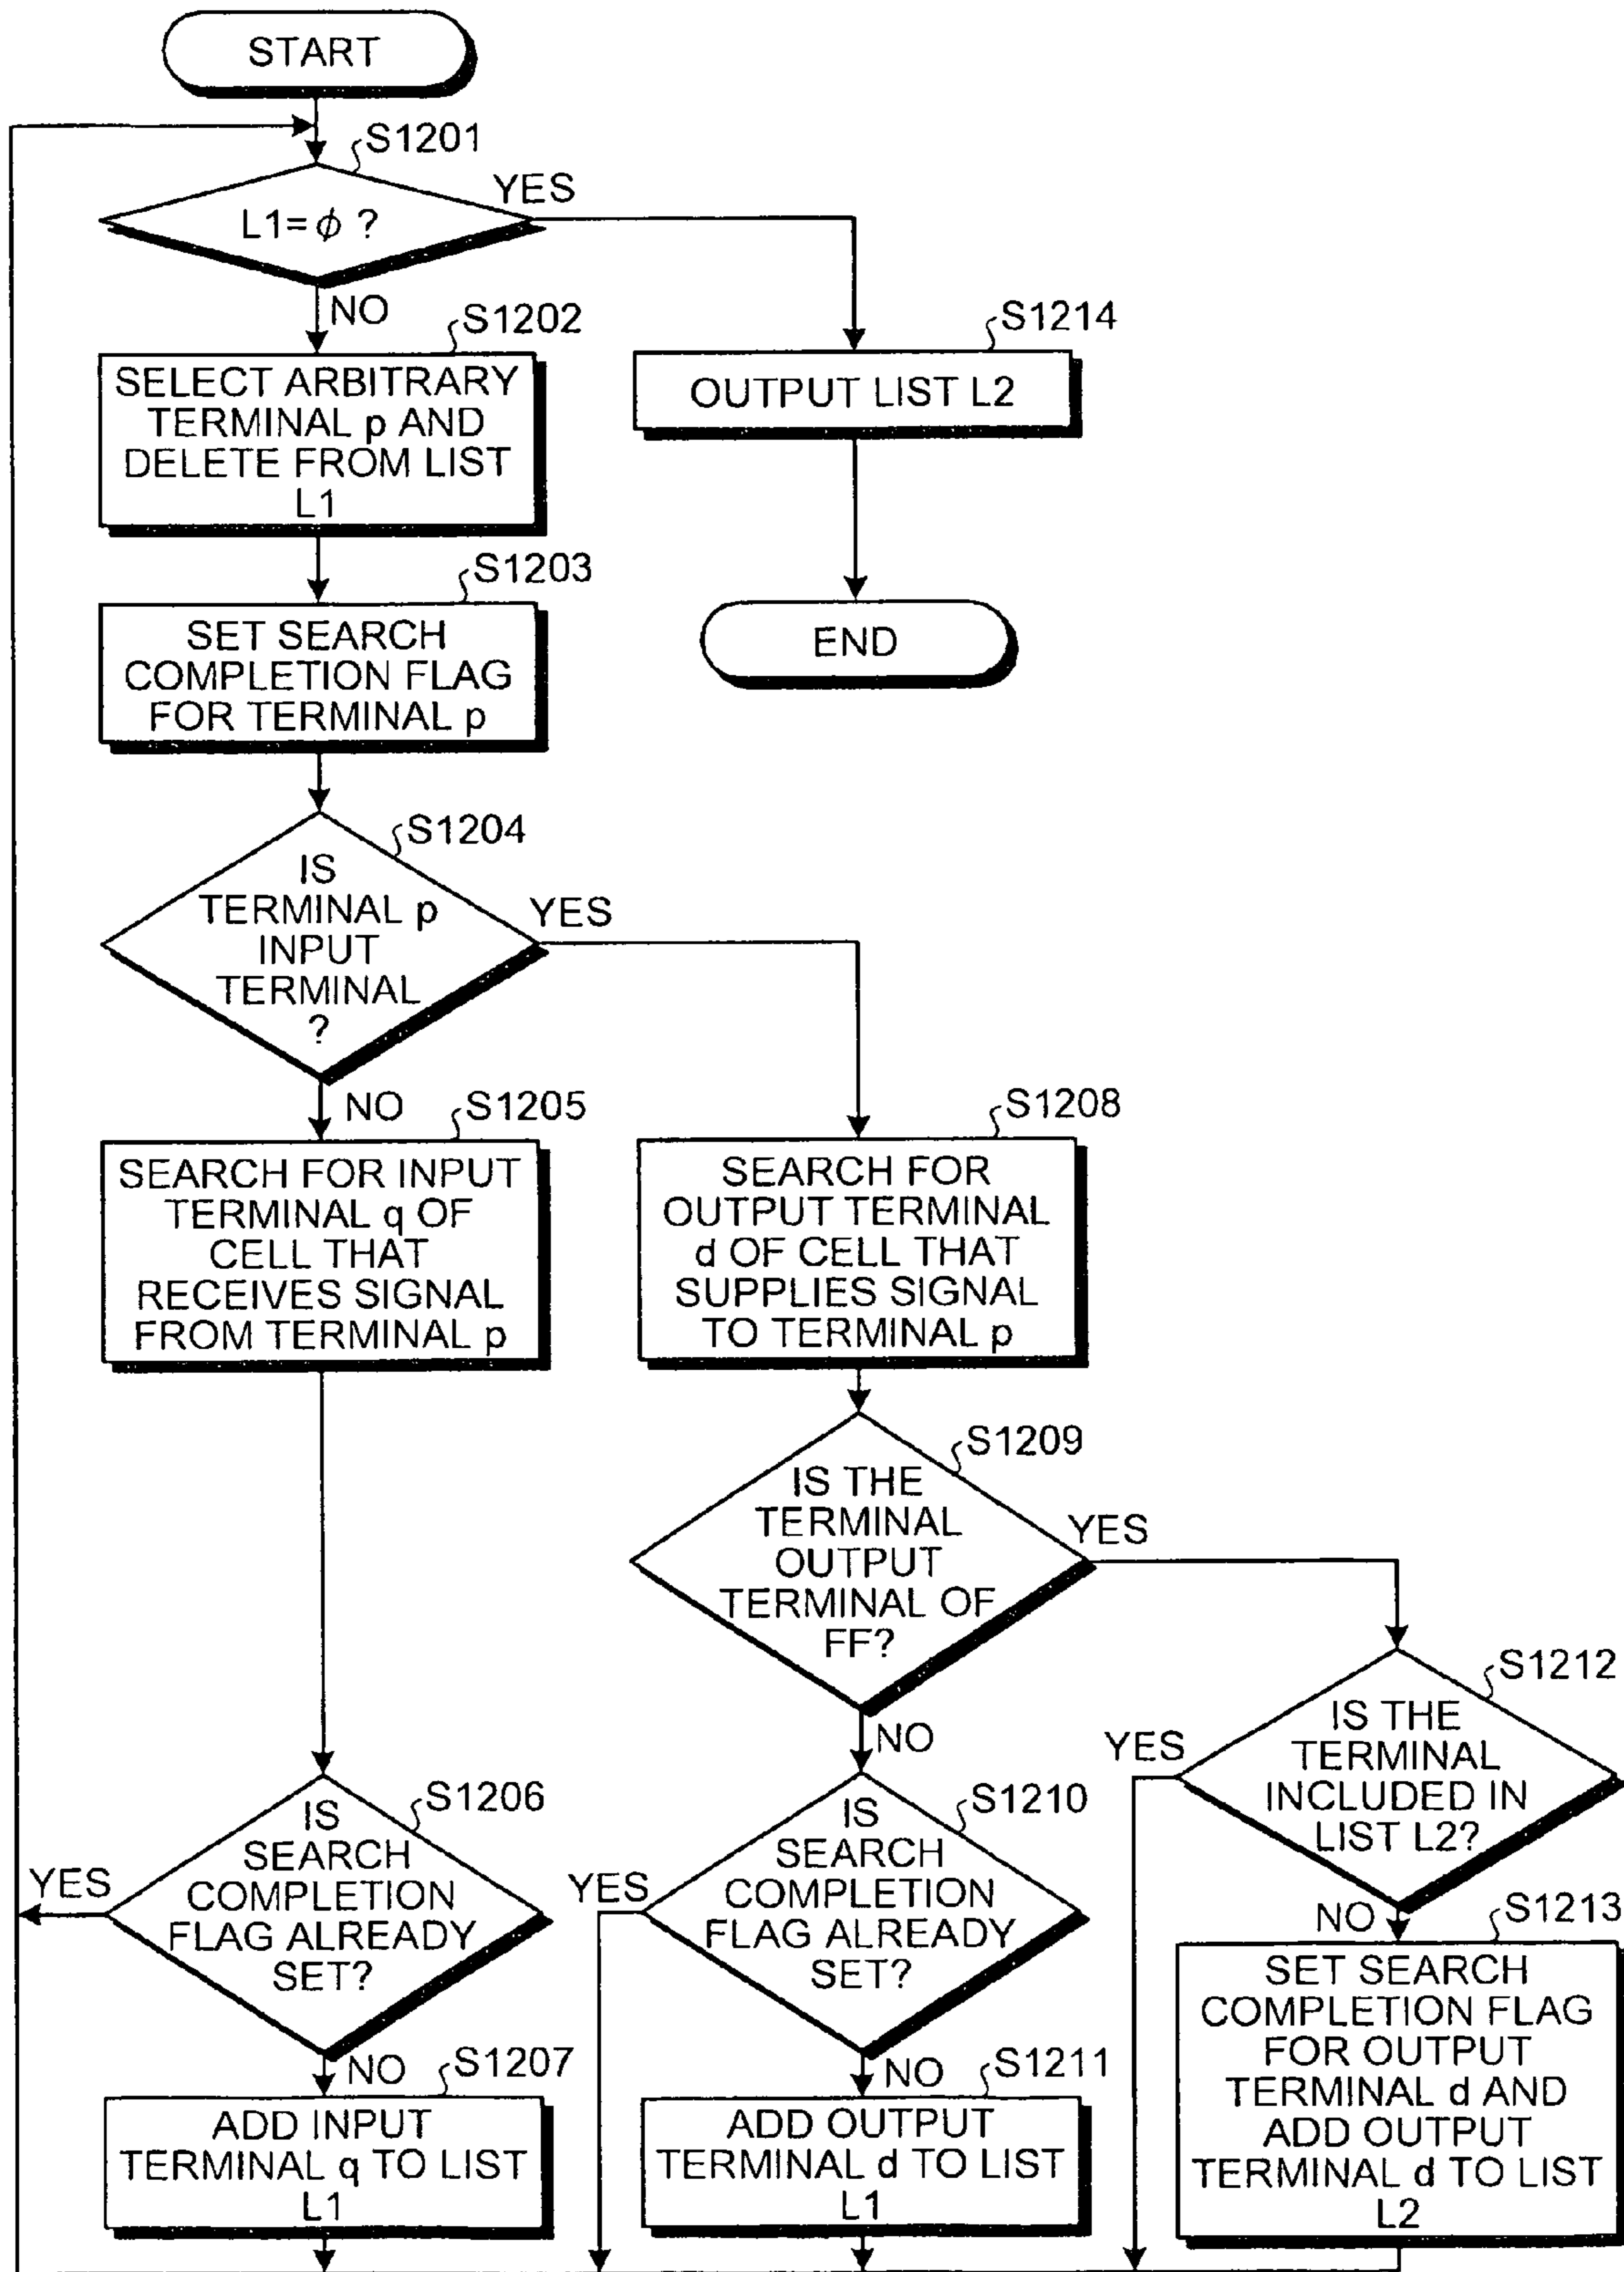 START
S1201
L1=ϕ ?
YES
NO
S1202
SELECT ARBITRARY
TERMINAL p AND
DELETE FROM LIST
L1
S1214
OUTPUT LIST L2
END
S1203
SET SEARCH
COMPLETION FLAG
FOR TERMINAL p
S1204
IS
TERMINAL p
INPUT
TERMINAL
?
YES
NO
S1205
SEARCH FOR INPUT
TERMINAL q OF
CELL THAT
RECEIVES SIGNAL
FROM TERMINAL p
S1208
SEARCH FOR
OUTPUT TERMINAL
d OF CELL THAT
SUPPLIES SIGNAL
TO TERMINAL p
S1209
IS THE
TERMINAL
OUTPUT
TERMINAL OF
FF?
YES
NO
S1212
IS THE
TERMINAL
INCLUDED IN
LIST L2?
YES
NO
S1206
IS
SEARCH
COMPLETION
FLAG ALREADY
SET?
YES
NO
S1210
IS
SEARCH
COMPLETION
FLAG ALREADY
SET?
YES
NO
S1207
ADD INPUT
TERMINAL q TO LIST
L1
S1211
ADD OUTPUT
TERMINAL d TO LIST
L1
S1213
SET SEARCH
COMPLETION FLAG
FOR OUTPUT
TERMINAL d AND
ADD OUTPUT
TERMINAL d TO LIST
L2